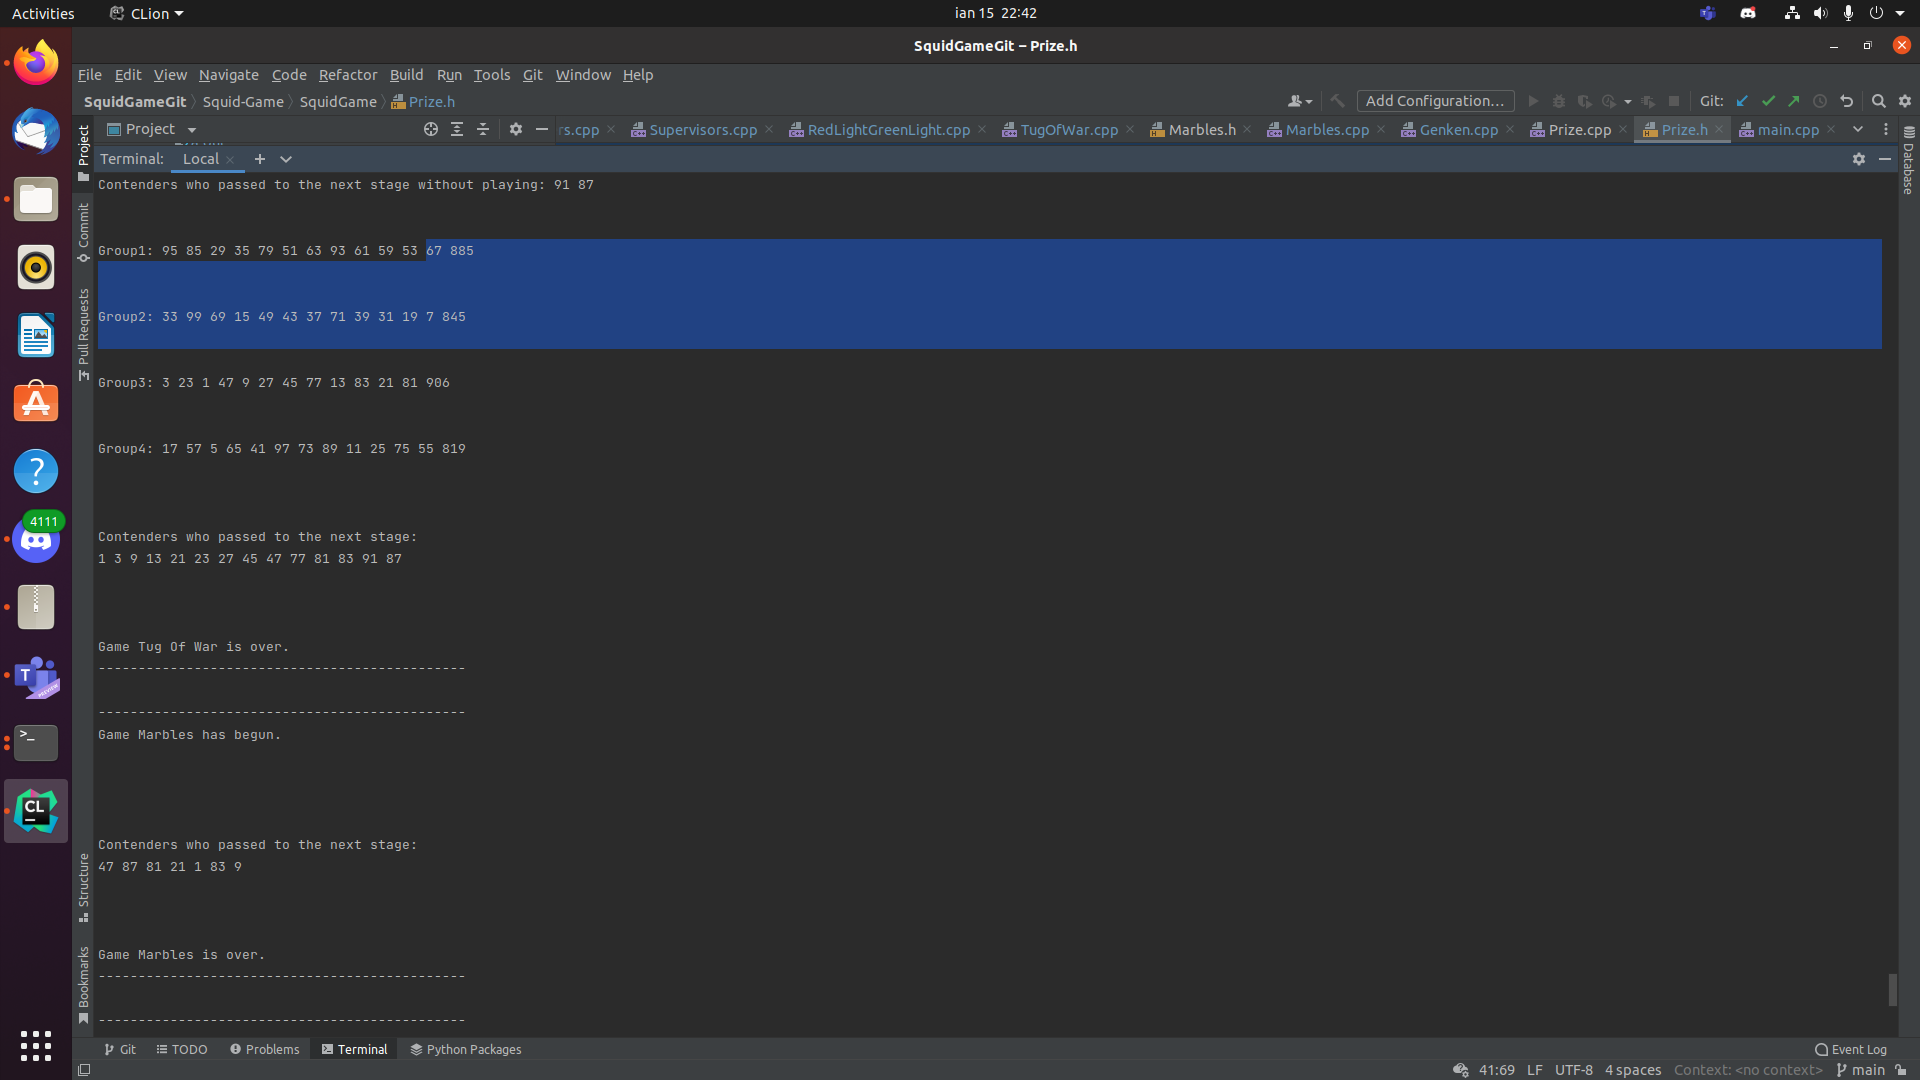 Activities CLion ian 15 22:42
SquidGameGit – Prize.h
File Edit View Navigate Code Refactor Build Run Tools Git Window Help
SquidGameGit Squid-Game SquidGame Prize.h Add Configuration... Git:
Project rs.cpp Supervisors.cpp RedLightGreenLight.cpp TugOfWar.cpp Marbles.h Marbles.cpp Genken.cpp Prize.cpp Prize.h main.cpp
Terminal: Local
Contenders who passed to the next stage without playing: 91 87
Group1: 95 85 29 35 79 51 63 93 61 59 53 67 885
Group2: 33 99 69 15 49 43 37 71 39 31 19 7 845
Group3: 3 23 1 47 9 27 45 77 13 83 21 81 906
Group4: 17 57 5 65 41 97 73 89 11 25 75 55 819
Contenders who passed to the next stage:
1 3 9 13 21 23 27 45 47 77 81 83 91 87
Game Tug Of War is over.
----------------------------------------------
----------------------------------------------
Game Marbles has begun.
Contenders who passed to the next stage:
47 87 81 21 1 83 9
Game Marbles is over.
----------------------------------------------
----------------------------------------------
Project
Commit
Pull Requests
Structure
Bookmarks
Database
4111
T
PREVIEW
>_
CL
Git TODO Problems Terminal Python Packages Event Log
41:69 LF UTF-8 4 spaces Context: <no context> main